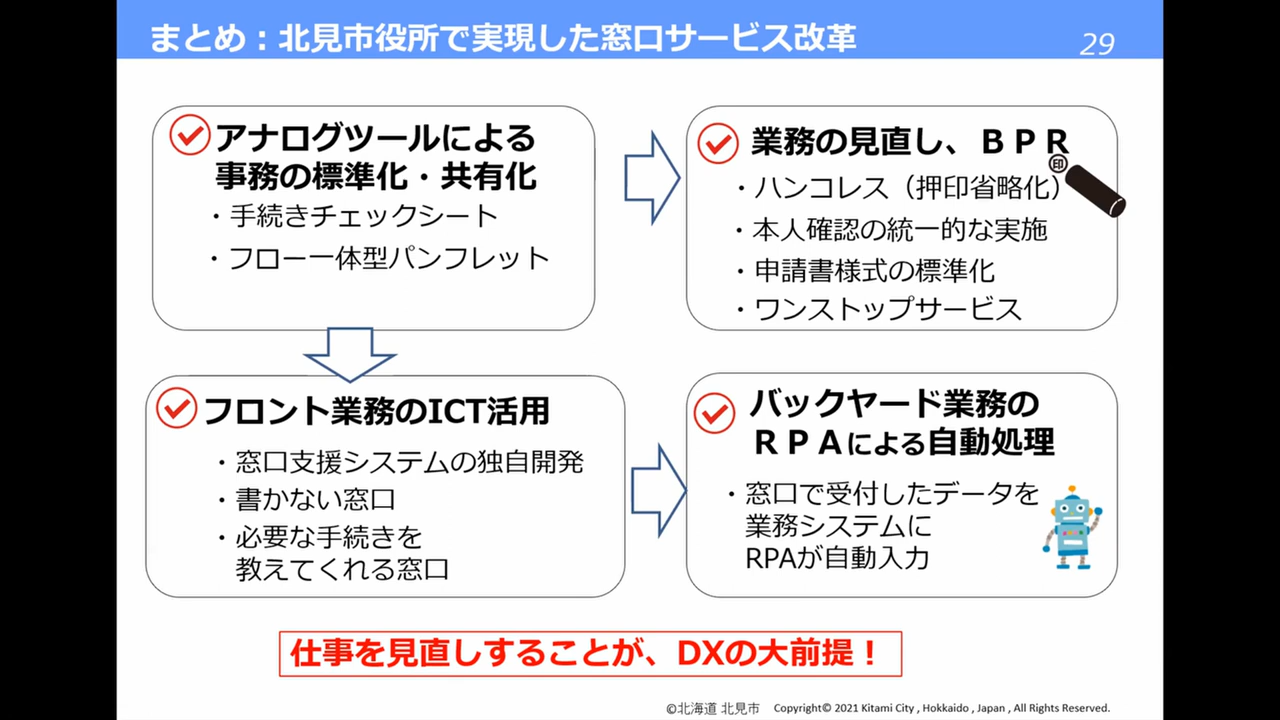 まとめ：北見市役所で実現した窓口サービス改革
29
アナログツールによる
事務の標準化・共有化
・手続きチェックシート
・フロー一体型パンフレット
業務の見直し、ＢＰＲ
印
・ハンコレス（押印省略化）
・本人確認の統一的な実施
・申請書様式の標準化
・ワンストップサービス
フロント業務のICT活用
・窓口支援システムの独自開発
・書かない窓口
・必要な手続きを
教えてくれる窓口
バックヤード業務の
ＲＰＡによる自動処理
・窓口で受付したデータを
業務システムに
RPAが自動入力
仕事を見直しすることが、DXの大前提！
©北海道 北見市 Copyright© 2021 Kitami City , Hokkaido , Japan , All Rights Reserved.